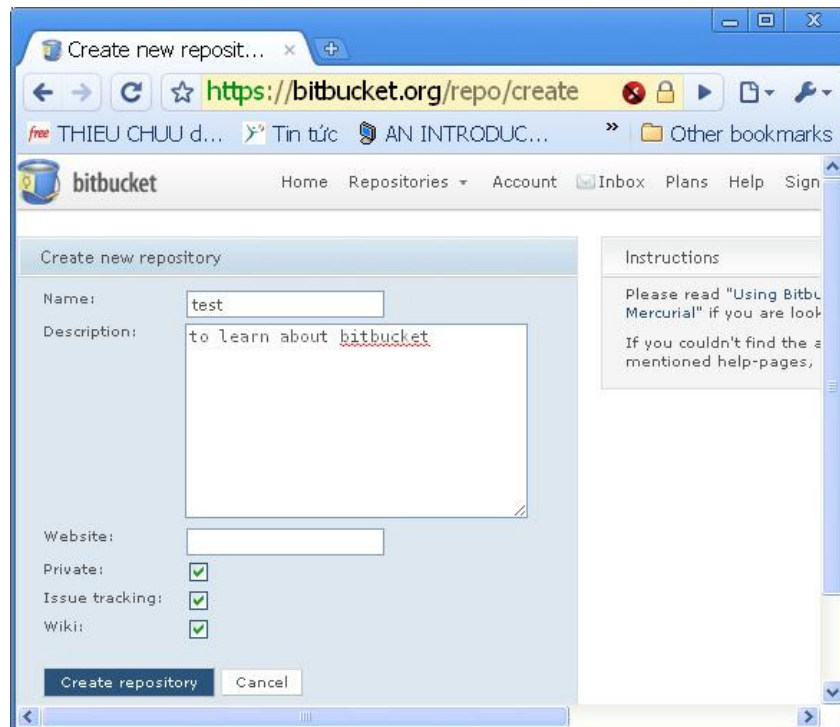 Create new reposit...
https://bitbucket.org/repo/create
free THIEU CHUU d... Tin tức AN INTRODUC... » Other bookmarks
bitbucket Home Repositories Account Inbox Plans Help Sign
Create new repository
Name: test
Description: to learn about bitbucket
Website:
Private:
Issue tracking:
Wiki:
Create repository Cancel
Instructions
Please read "Using Bitbu
Mercurial" if you are look
If you couldn't find the a
mentioned help-pages,